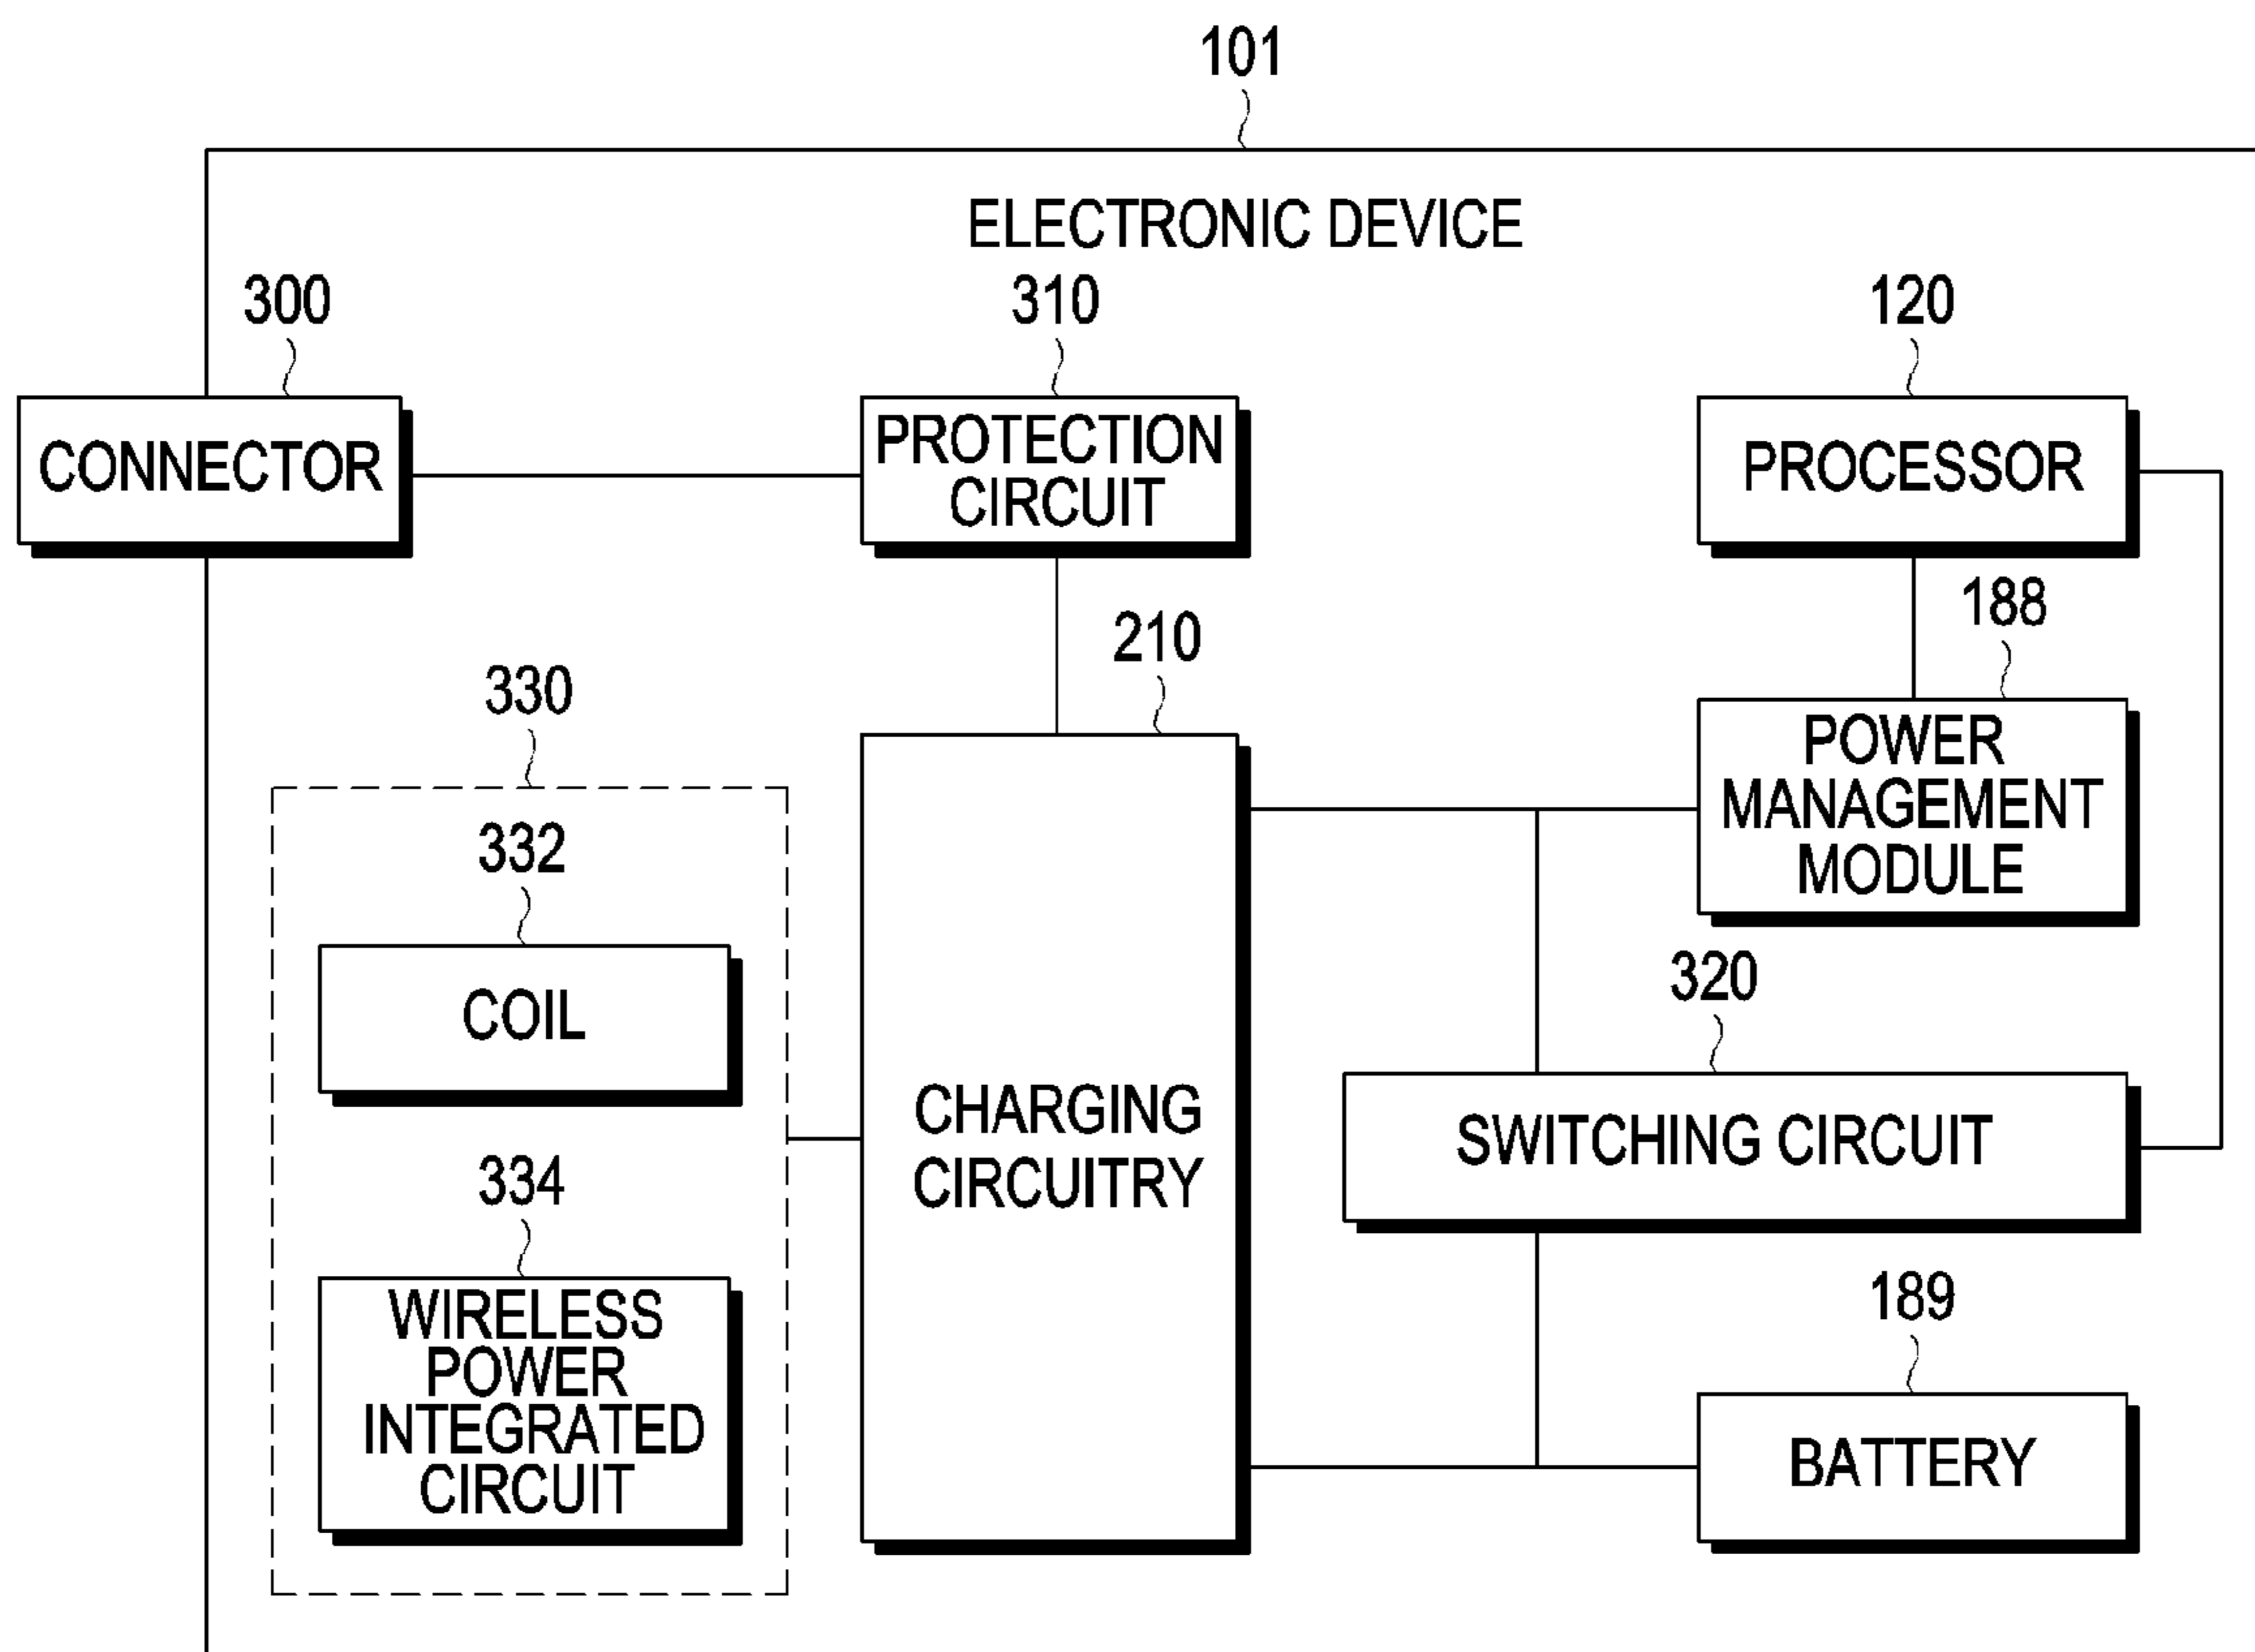 101
ELECTRONIC DEVICE
300
310
120
CONNECTOR
PROTECTION
CIRCUIT
PROCESSOR
188
210
330
POWER
MANAGEMENT
MODULE
332
COIL
320
CHARGING
CIRCUITRY
SWITCHING CIRCUIT
334
WIRELESS
POWER
INTEGRATED
CIRCUIT
189
BATTERY